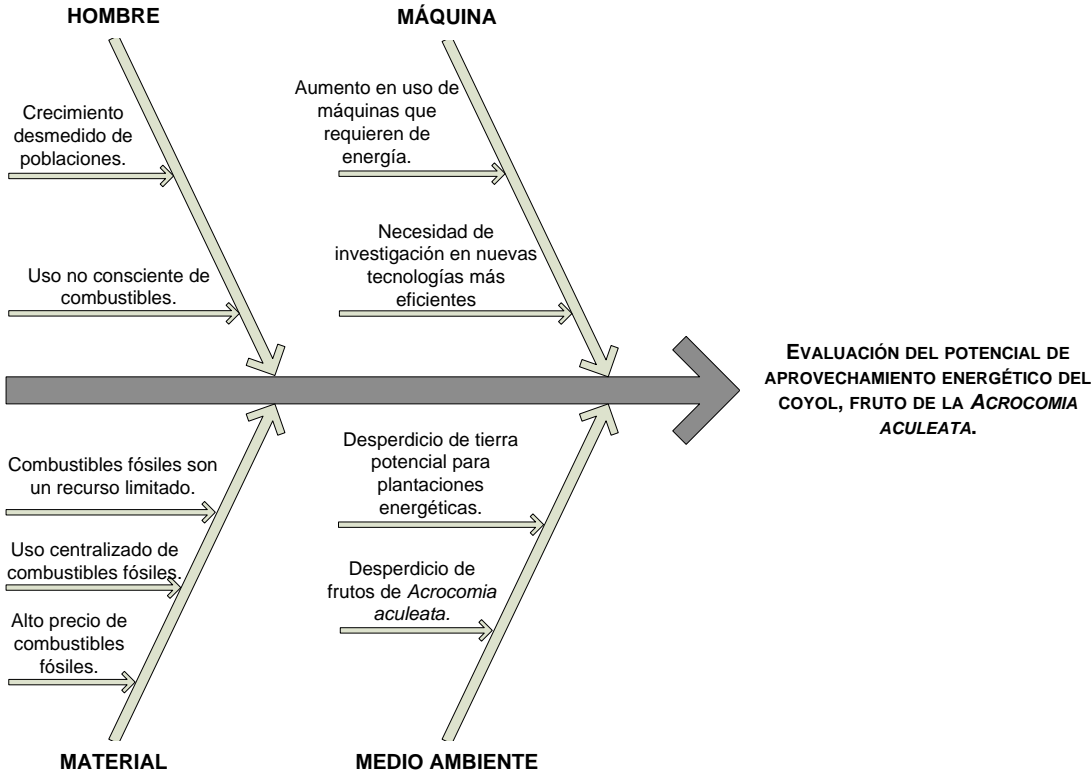 HOMBRE
MÁQUINA
Crecimiento
desmedido de
poblaciones.
Uso no consciente de
combustibles.
Aumento en uso de
máquinas que
requieren de
energía.
Necesidad de
investigación en nuevas
tecnologías más
eficientes
EVALUACIÓN DEL POTENCIAL DE
APROVECHAMIENTO ENERGÉTICO DEL
COYOL, FRUTO DE LA ACROCOMIA
ACULEATA.
Combustibles fósiles son
un recurso limitado.
Uso centralizado de
combustibles fósiles.
Alto precio de
combustibles
fósiles.
Desperdicio de tierra
potencial para
plantaciones
energéticas.
Desperdicio de
frutos de Acrocomia
aculeata.
MATERIAL
MEDIO AMBIENTE